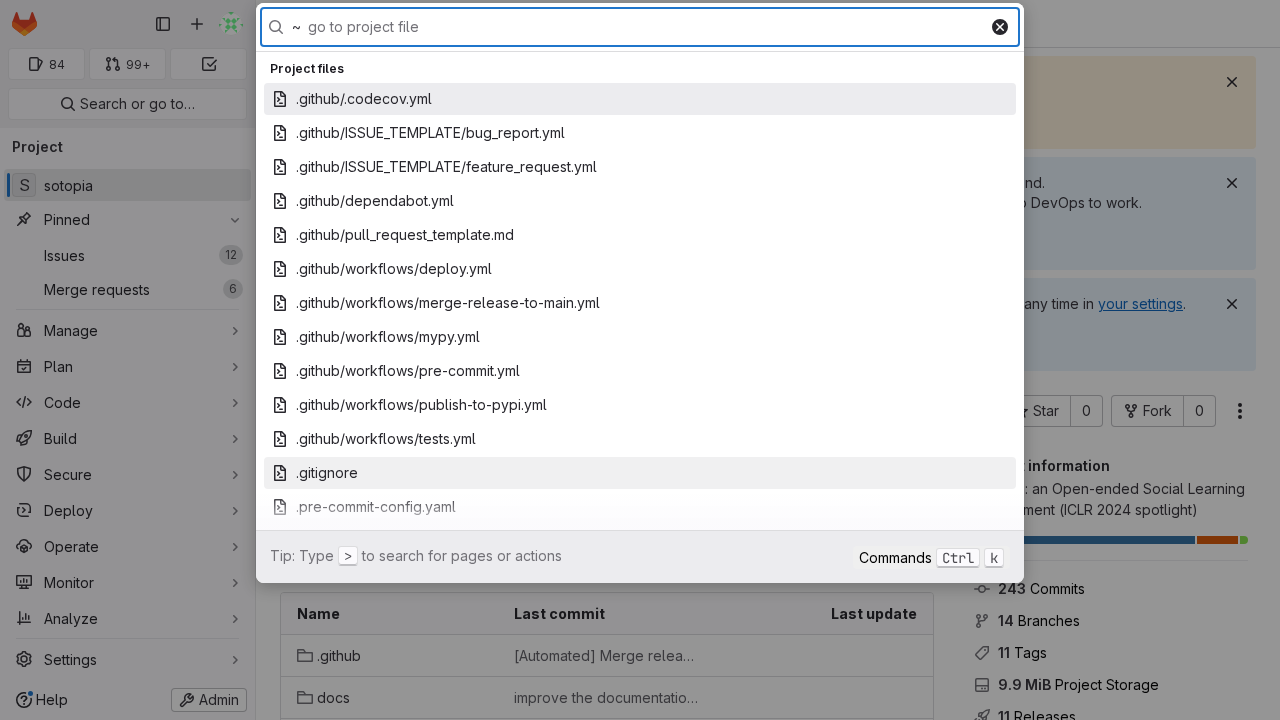 ~ go to project file
Project files
.github/.codecov.yml
.github/ISSUE_TEMPLATE/bug_report.yml
.github/ISSUE_TEMPLATE/feature_request.yml
.github/dependabot.yml
.github/pull_request_template.md
.github/workflows/deploy.yml
.github/workflows/merge-release-to-main.yml
.github/workflows/mypy.yml
.github/workflows/pre-commit.yml
.github/workflows/publish-to-pypi.yml
.github/workflows/tests.yml
.gitignore
.pre-commit-config.yaml
Tip: Type > to search for pages or actions
Commands Ctrl k
84
99+
Search or go to…
Project
S sotopia
Pinned
Issues 12
Merge requests 6
Manage
Plan
Code
Build
Secure
Deploy
Operate
Monitor
Analyze
Settings
Help
Admin
nd.
DevOps to work.
any time in your settings.
Star 0
Fork 0
information
: an Open-ended Social Learning
ment (ICLR 2024 spotlight)
243 Commits
14 Branches
11 Tags
9.9 MiB Project Storage
11 Releases
Name Last commit Last update
.github [Automated] Merge relea…
docs improve the documentatio…